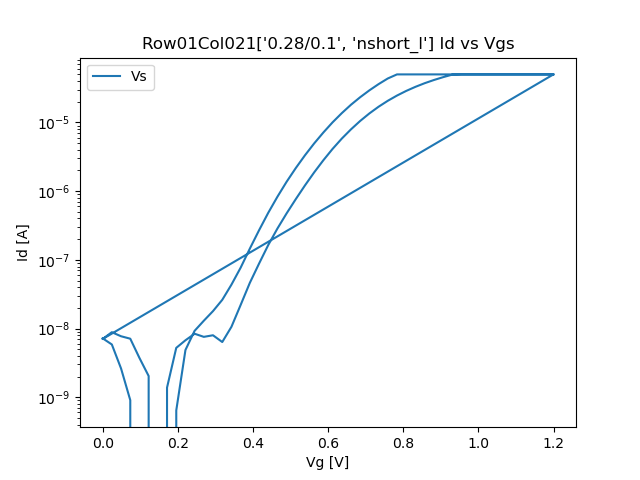 Row01Col021['0.28/0.1', 'nshort_l'] Id vs Vgs
Vs
Id [A]
10⁻⁵
10⁻⁶
10⁻⁷
10⁻⁸
10⁻⁹
0.0 0.2 0.4 0.6 0.8 1.0 1.2
Vg [V]